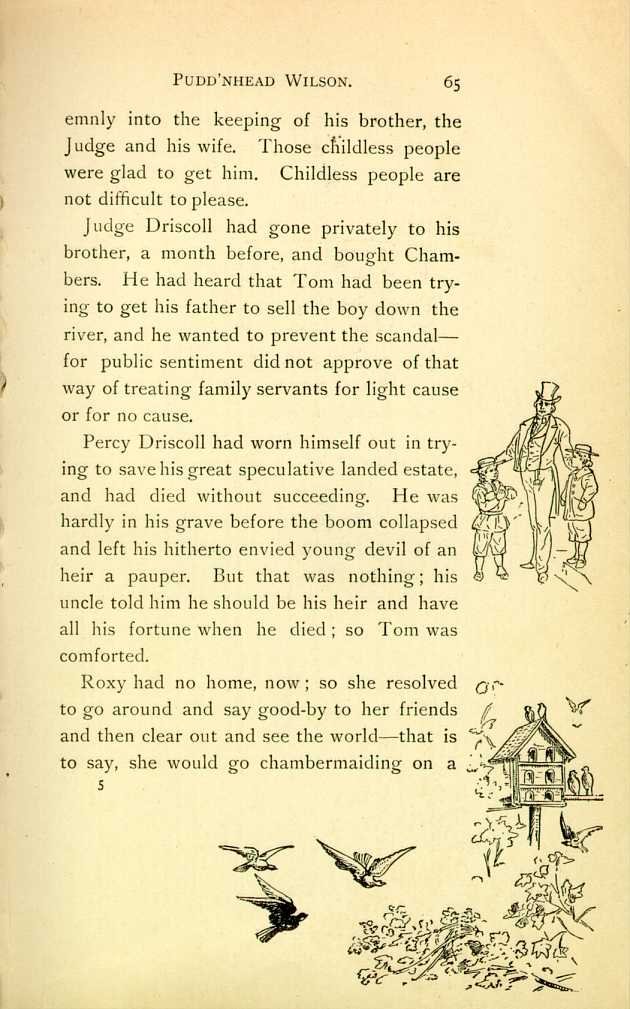 PUDD'NHEAD WILSON. 65
emnly into the keeping of his brother, the
Judge and his wife. Those childless people
were glad to get him. Childless people are
not difficult to please.
Judge Driscoll had gone privately to his
brother, a month before, and bought Cham-
bers. He had heard that Tom had been try-
ing to get his father to sell the boy down the
river, and he wanted to prevent the scandal—
for public sentiment did not approve of that
way of treating family servants for light cause
or for no cause.
Percy Driscoll had worn himself out in try-
ing to save his great speculative landed estate,
and had died without succeeding. He was
hardly in his grave before the boom collapsed
and left his hitherto envied young devil of an
heir a pauper. But that was nothing; his
uncle told him he should be his heir and have
all his fortune when he died; so Tom was
comforted.
Roxy had no home, now; so she resolved
to go around and say good-by to her friends
and then clear out and see the world—that is
to say, she would go chambermaiding on a
5